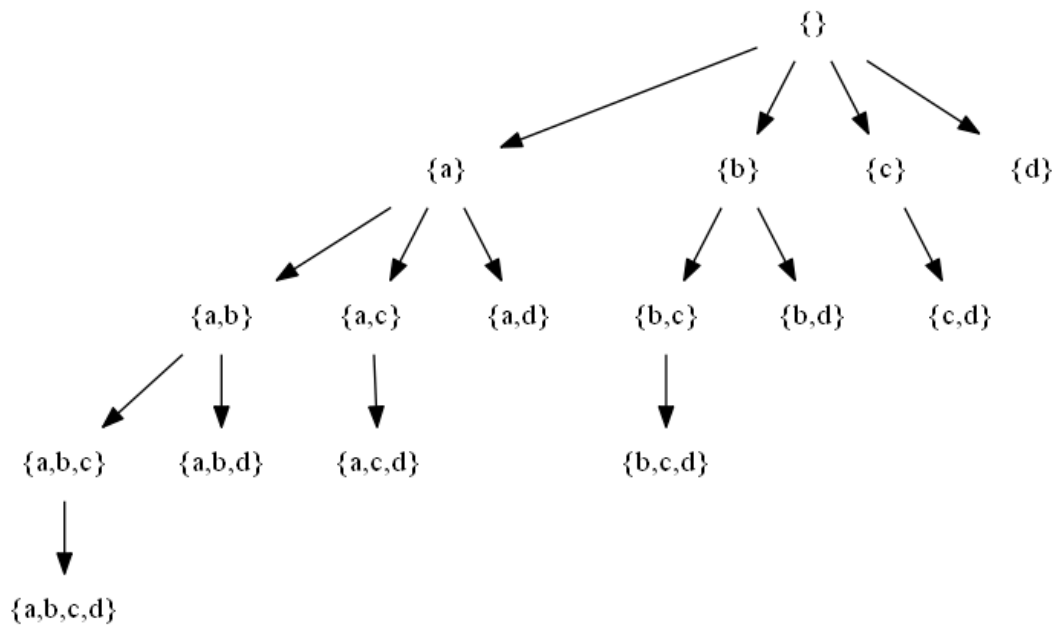 {}
{a} {b} {c} {d}
{a,b} {a,c} {a,d} {b,c} {b,d} {c,d}
{a,b,c} {a,b,d} {a,c,d} {b,c,d}
{a,b,c,d}